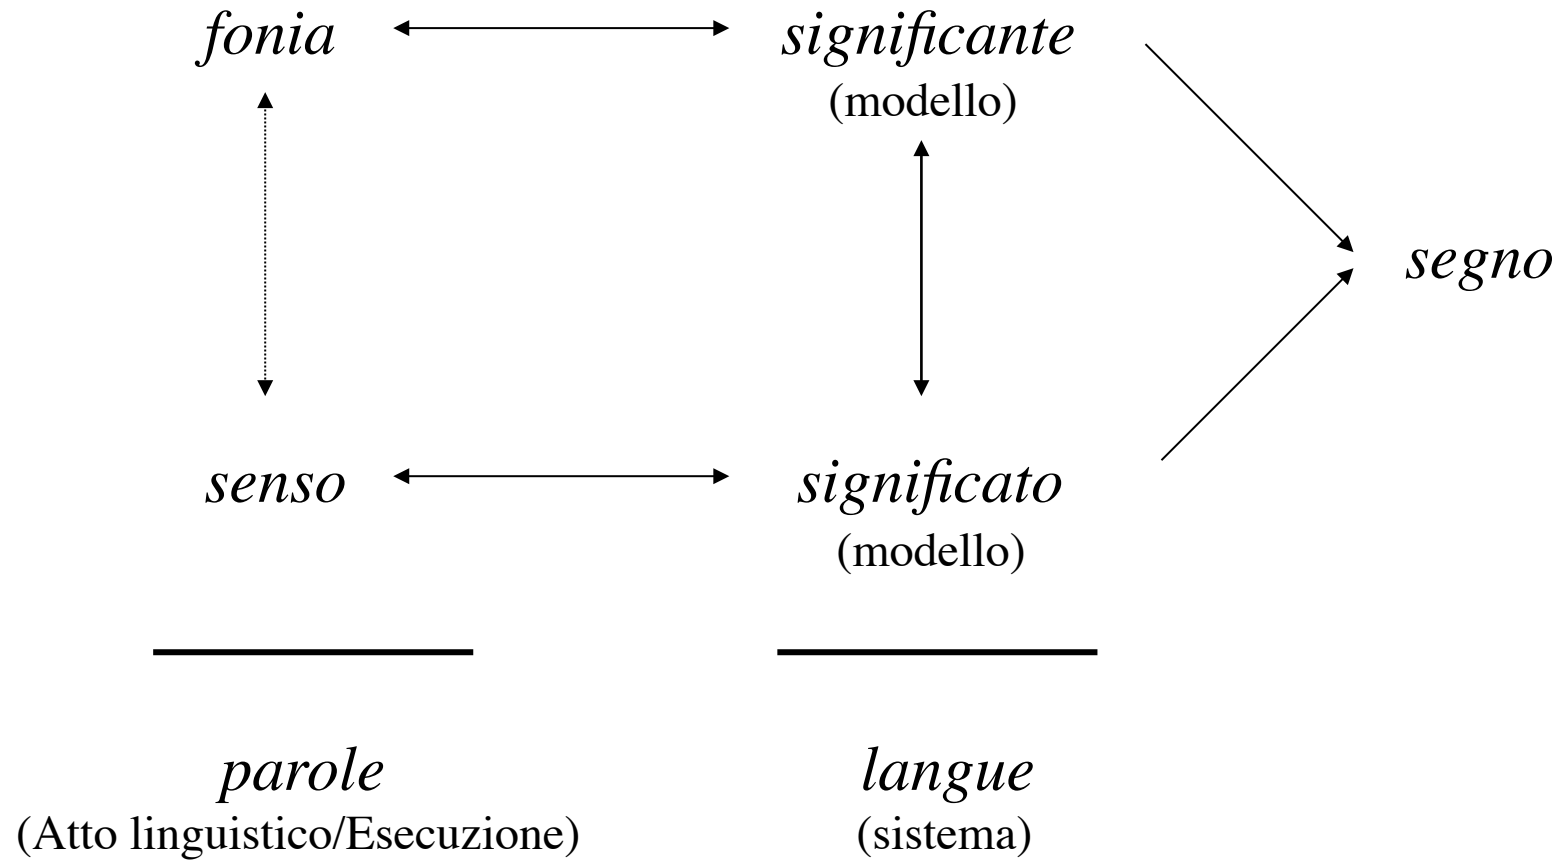 fonia
significante
(modello)
segno
senso
significato
(modello)
parole
langue
(Atto linguistico/Esecuzione)
(sistema)